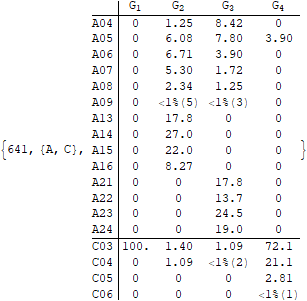 G1 G2 G3 G4
A04 0 1.25 8.42 0
A05 0 6.08 7.80 3.90
A06 0 6.71 3.90 0
A07 0 5.30 1.72 0
A08 0 2.34 1.25 0
A09 0 <1%(5) <1%(3) 0
A13 0 17.8 0 0
A14 0 27.0 0 0
{641, {A, C}, A15 0 22.0 0 0 }
A16 0 8.27 0 0
A21 0 0 17.8 0
A22 0 0 13.7 0
A23 0 0 24.5 0
A24 0 0 19.0 0
C03 100. 1.40 1.09 72.1
C04 0 1.09 <1%(2) 21.1
C05 0 0 0 2.81
C06 0 0 0 <1%(1)